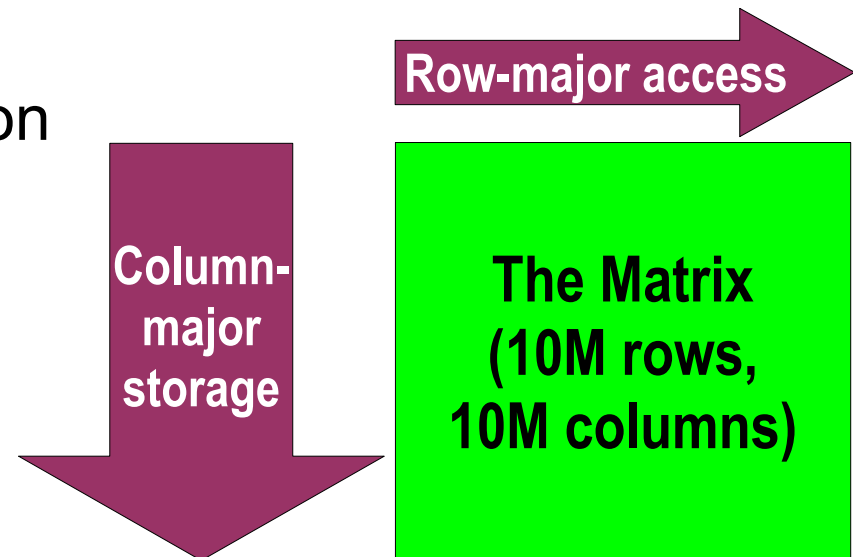 on
Row-major access
Column-
major
storage
The Matrix
(10M rows,
10M columns)